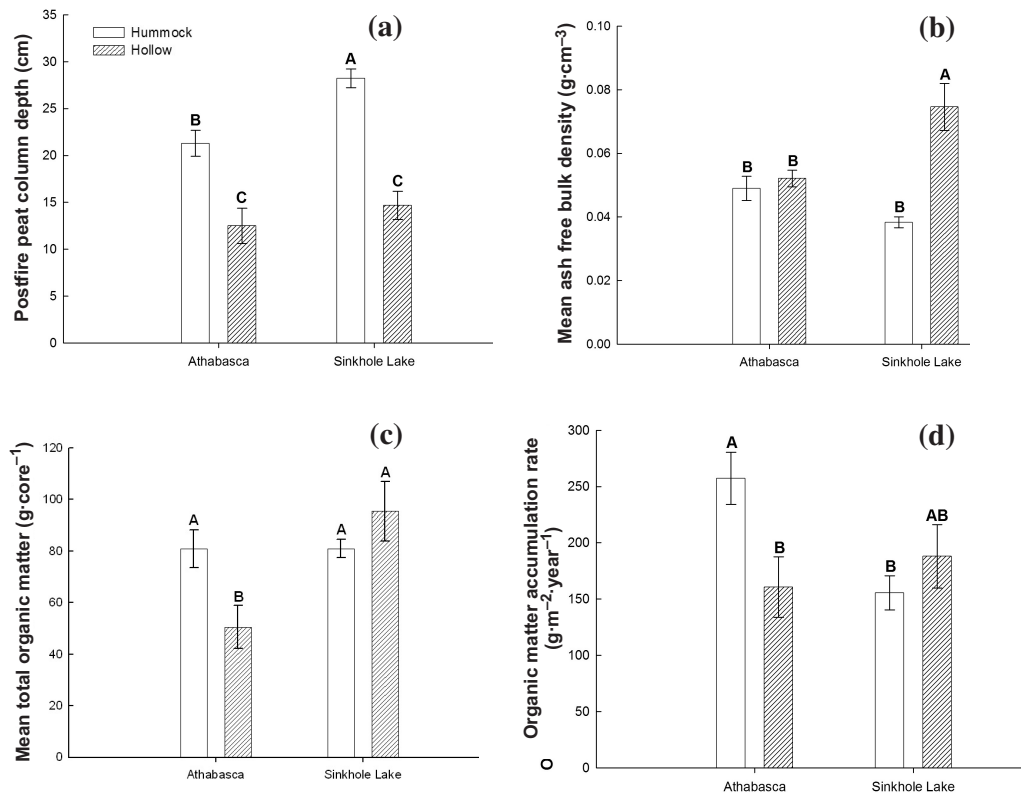 (a)
Postfire peat column depth (cm)
35
30
25
20
15
10
5
0
Hummock
Hollow
B
C
A
C
Athabasca
Sinkhole Lake
(b)
Mean ash free bulk density (g·cm⁻³)
0.10
0.08
0.06
0.04
0.02
0.00
B
B
B
A
Athabasca
Sinkhole Lake
(c)
Mean total organic matter (g·core⁻¹)
120
100
80
60
40
20
0
A
B
A
A
Athabasca
Sinkhole Lake
(d)
Organic matter accumulation rate
(g·m⁻²·year⁻¹)
O
300
250
200
150
100
50
0
A
B
B
AB
Athabasca
Sinkhole Lake